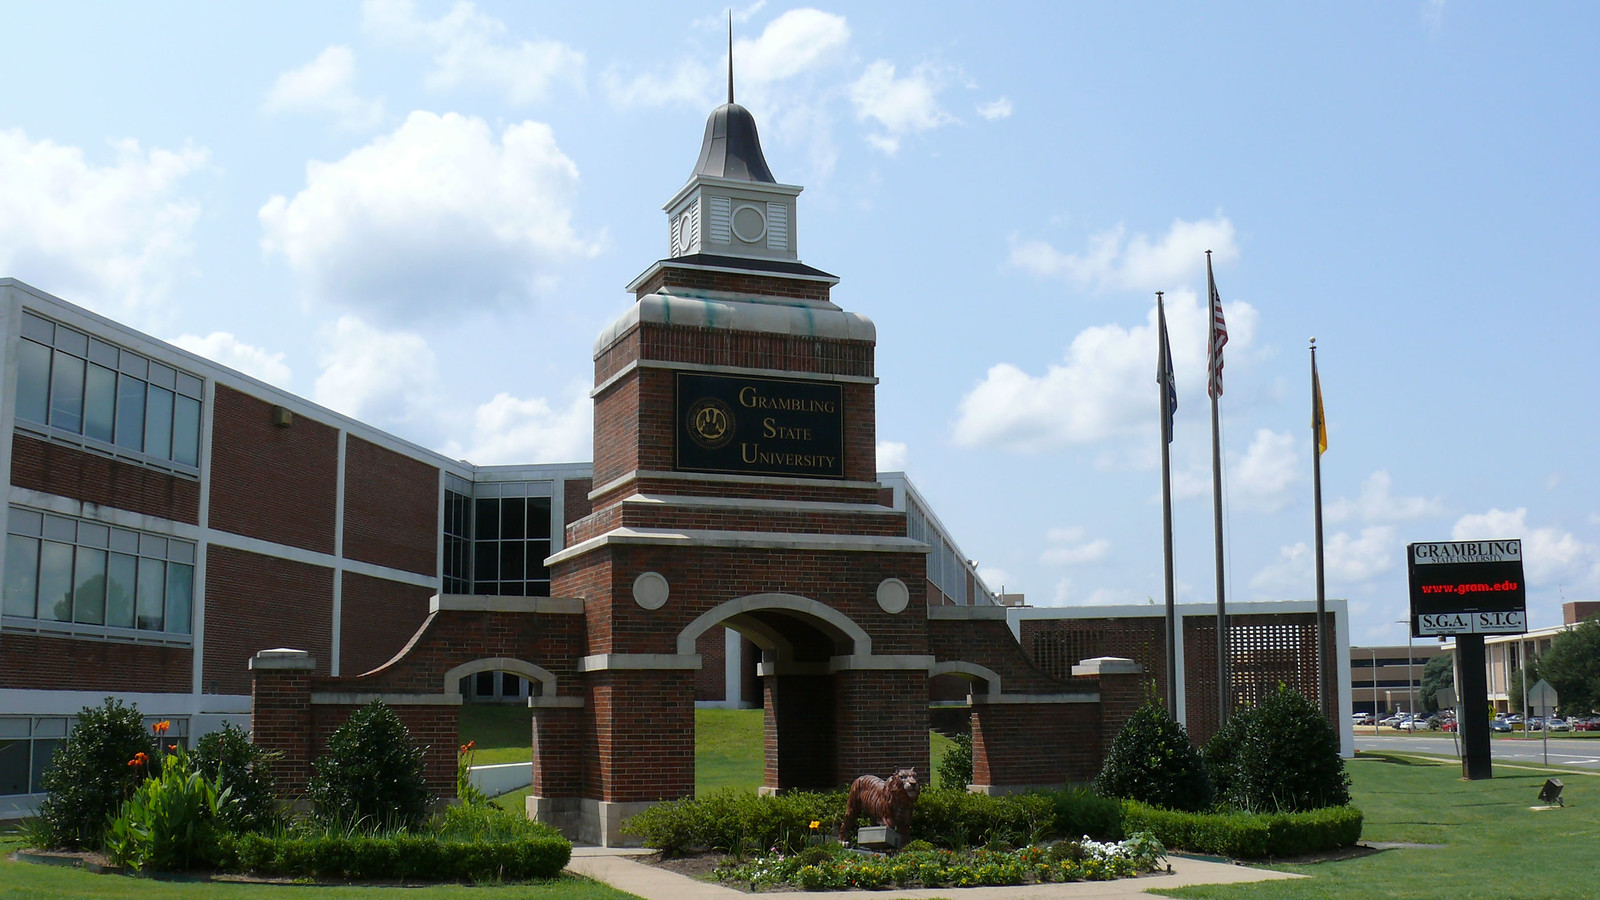 GRAMBLING
STATE
UNIVERSITY
GRAMBLING
STATE UNIVERSITY
www.gram.edu
S.G.A. S.T.C.